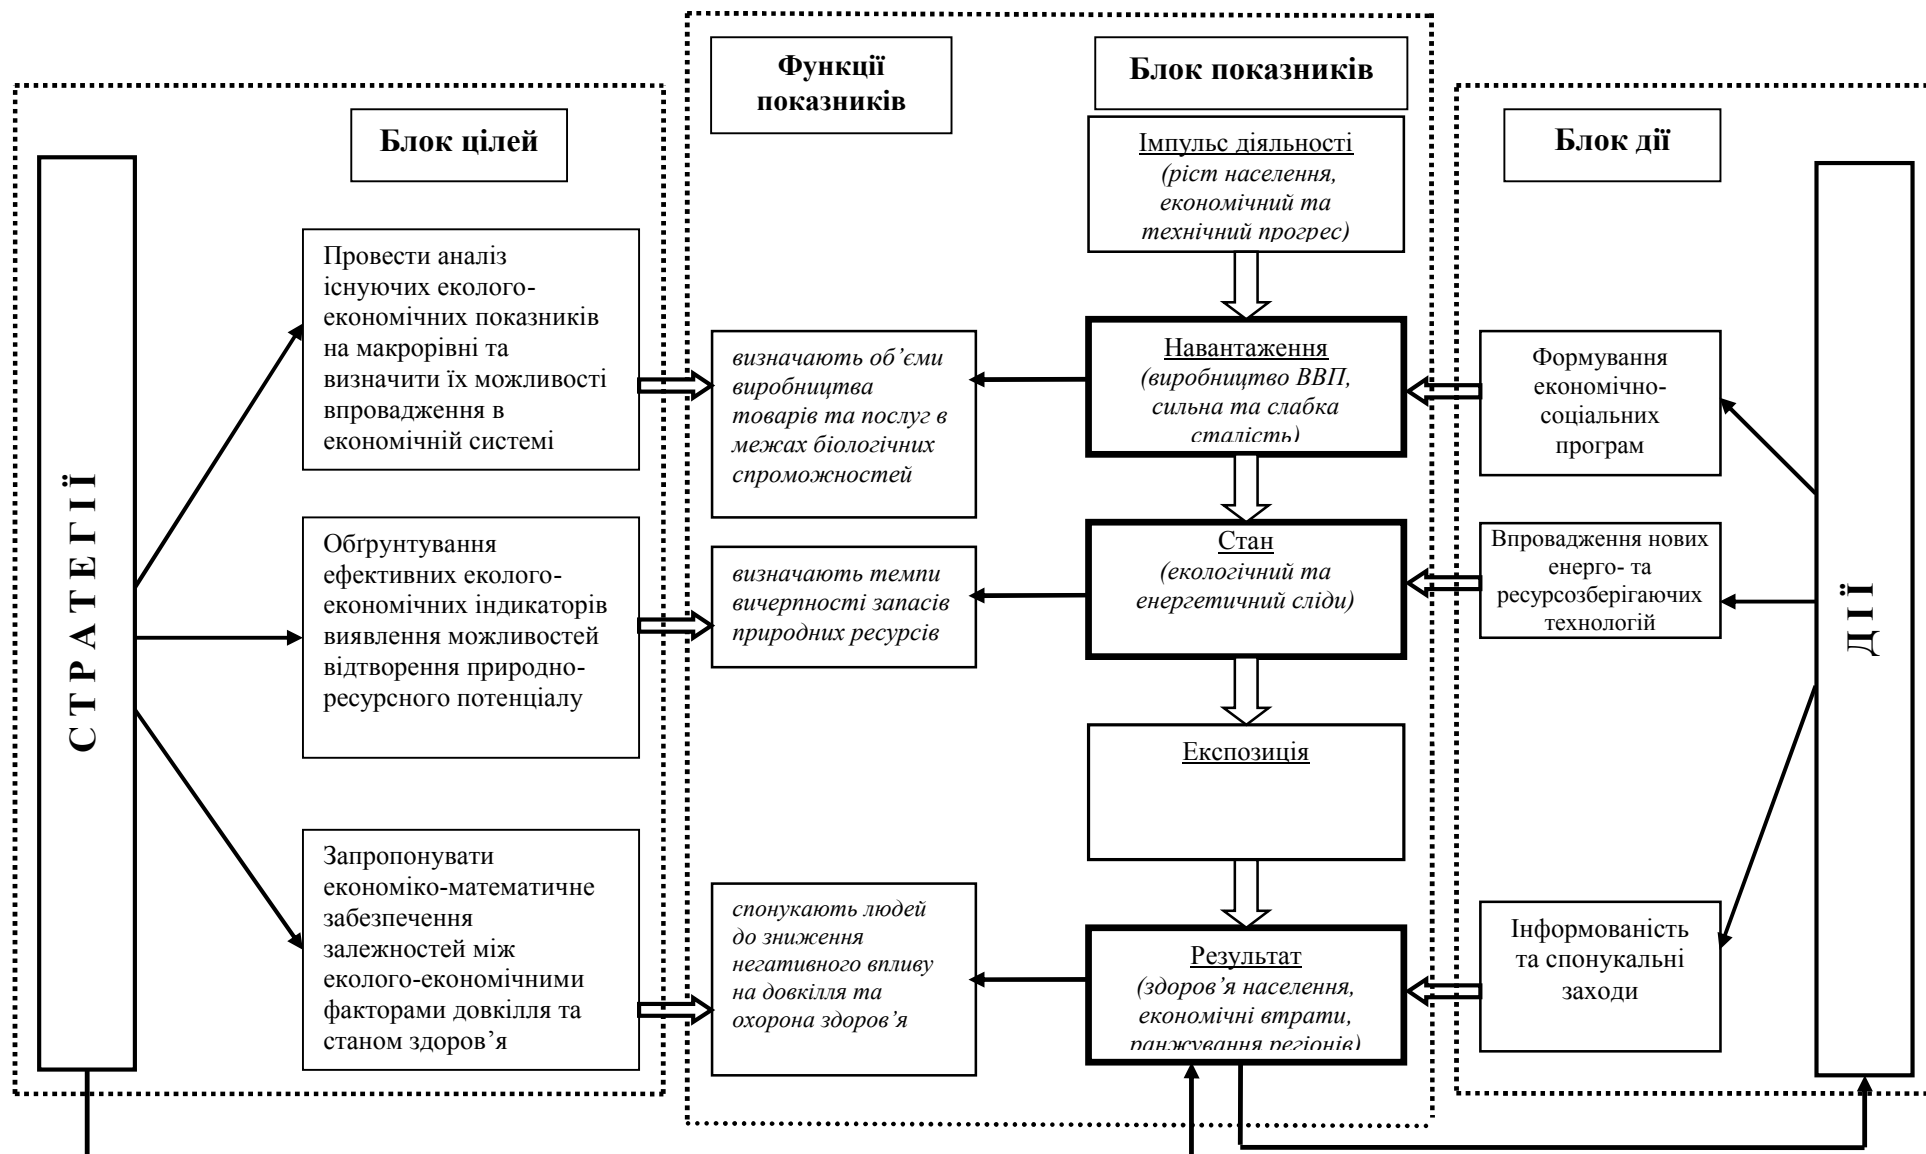 СТРАТЕГІЇ
Блок цілей
Провести аналіз
існуючих еколого-
економічних показників
на макрорівні та
визначити їх можливості
впровадження в
економічній системі
Обґрунтування
ефективних еколого-
економічних індикаторів
виявлення можливостей
відтворення природно-
ресурсного потенціалу
Запропонувати
економіко-математичне
забезпечення
залежностей між
еколого-економічними
факторами довкілля та
станом здоров’я
Функції
показників
визначають об’єми
виробництва
товарів та послуг в
межах біологічних
спроможностей
визначають темпи
вичерпності запасів
природних ресурсів
спонукають людей
до зниження
негативного впливу
на довкілля та
охорона здоров’я
Блок показників
Імпульс діяльності
(ріст населення,
економічний та
технічний прогрес)
Навантаження
(виробництво ВВП,
сильна та слабка
сталість)
Стан
(екологічний та
енергетичний сліди)
Експозиція
Результат
(здоров’я населення,
економічні втрати,
ранжування регіонів)
Блок дії
Формування
економічно-
соціальних
програм
Впровадження нових
енерго- та
ресурсозберігаючих
технологій
Інформованість
та спонукальні
заходи
ДІЇ